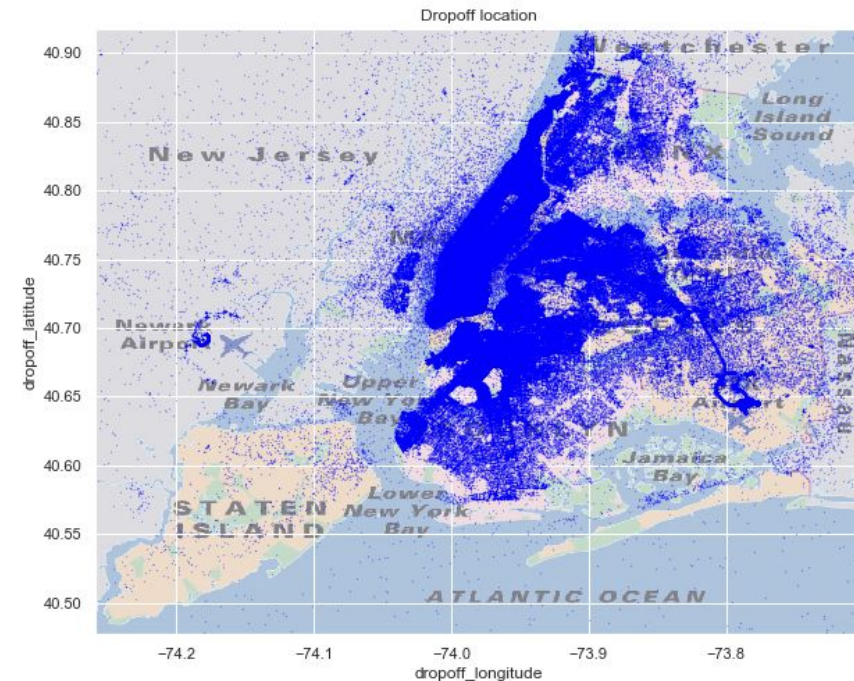 Dropoff location
Westchester
Long
Island
Sound
New Jersey
NX
Newark
Airport
Newark
Bay
Upper
New York
Bay
Airport
Nassau
Jamaica
Bay
STATEN
ISLAND
Lower
New York
Bay
ATLANTIC OCEAN
dropoff_latitude
40.90
40.85
40.80
40.75
40.70
40.65
40.60
40.55
40.50
−74.2
−74.1
−74.0
−73.9
−73.8
dropoff_longitude